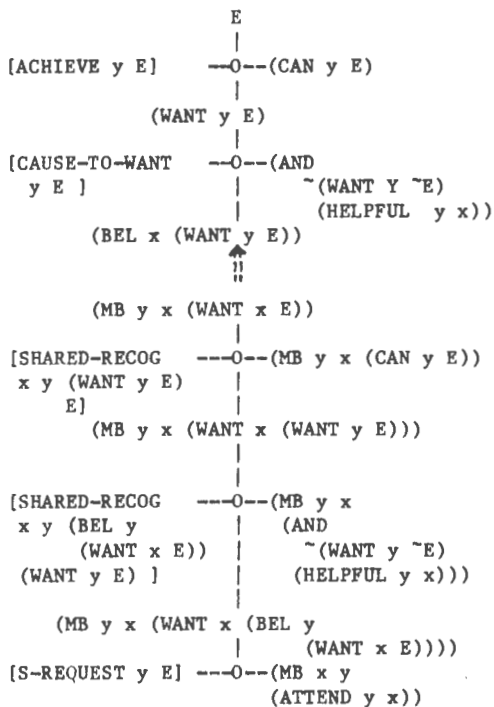 E
[ACHIEVE y E] --O--(CAN y E)
(WANT y E)
[CAUSE-TO-WANT --O--(AND
y E ] ~(WANT Y ~E)
(HELPFUL y x))
(BEL x (WANT y E))
(MB y x (WANT x E))
[SHARED-RECOG ---O--(MB y x (CAN y E))
x y (WANT y E)
E]
(MB y x (WANT x (WANT y E)))
[SHARED-RECOG ---O--(MB y x
x y (BEL y (AND
(WANT x E)) ~(WANT y ~E)
(WANT y E) ] (HELPFUL y x)))
(MB y x (WANT x (BEL y
(WANT x E))))
[S-REQUEST y E] ---O--(MB x y
(ATTEND y x))